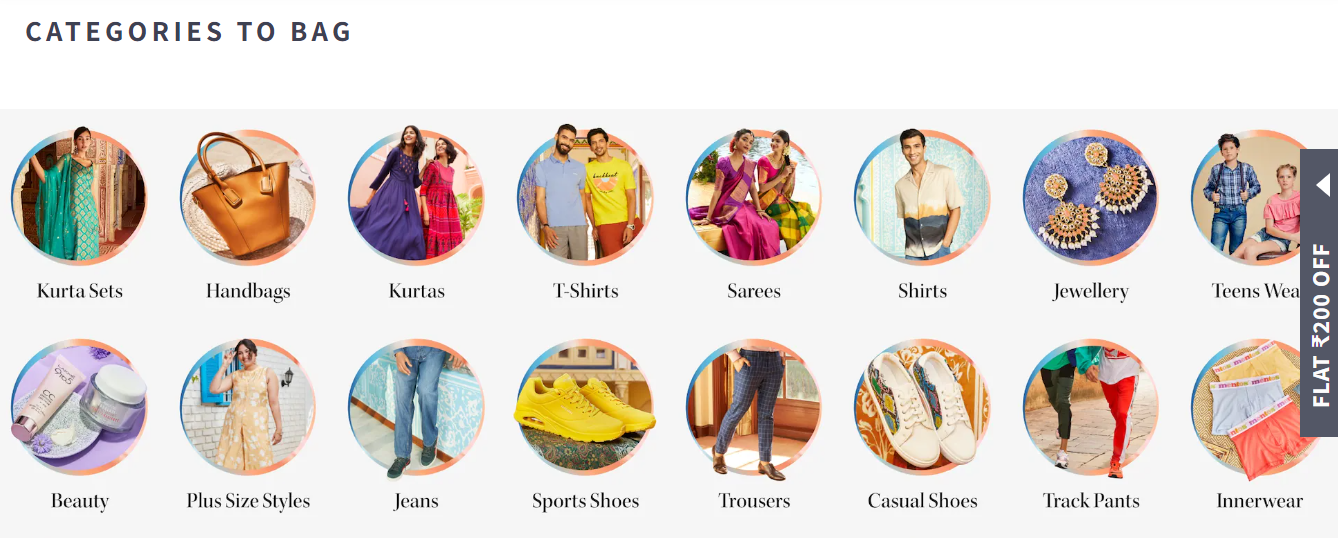 CATEGORIES TO BAG
Kurta Sets
Handbags
Kurtas
T-Shirts
Sarees
Shirts
Jewellery
Teens Wea
FLAT ₹200 OFF
Beauty
Plus Size Styles
Jeans
Sports Shoes
Trousers
Casual Shoes
Track Pants
Innerwear